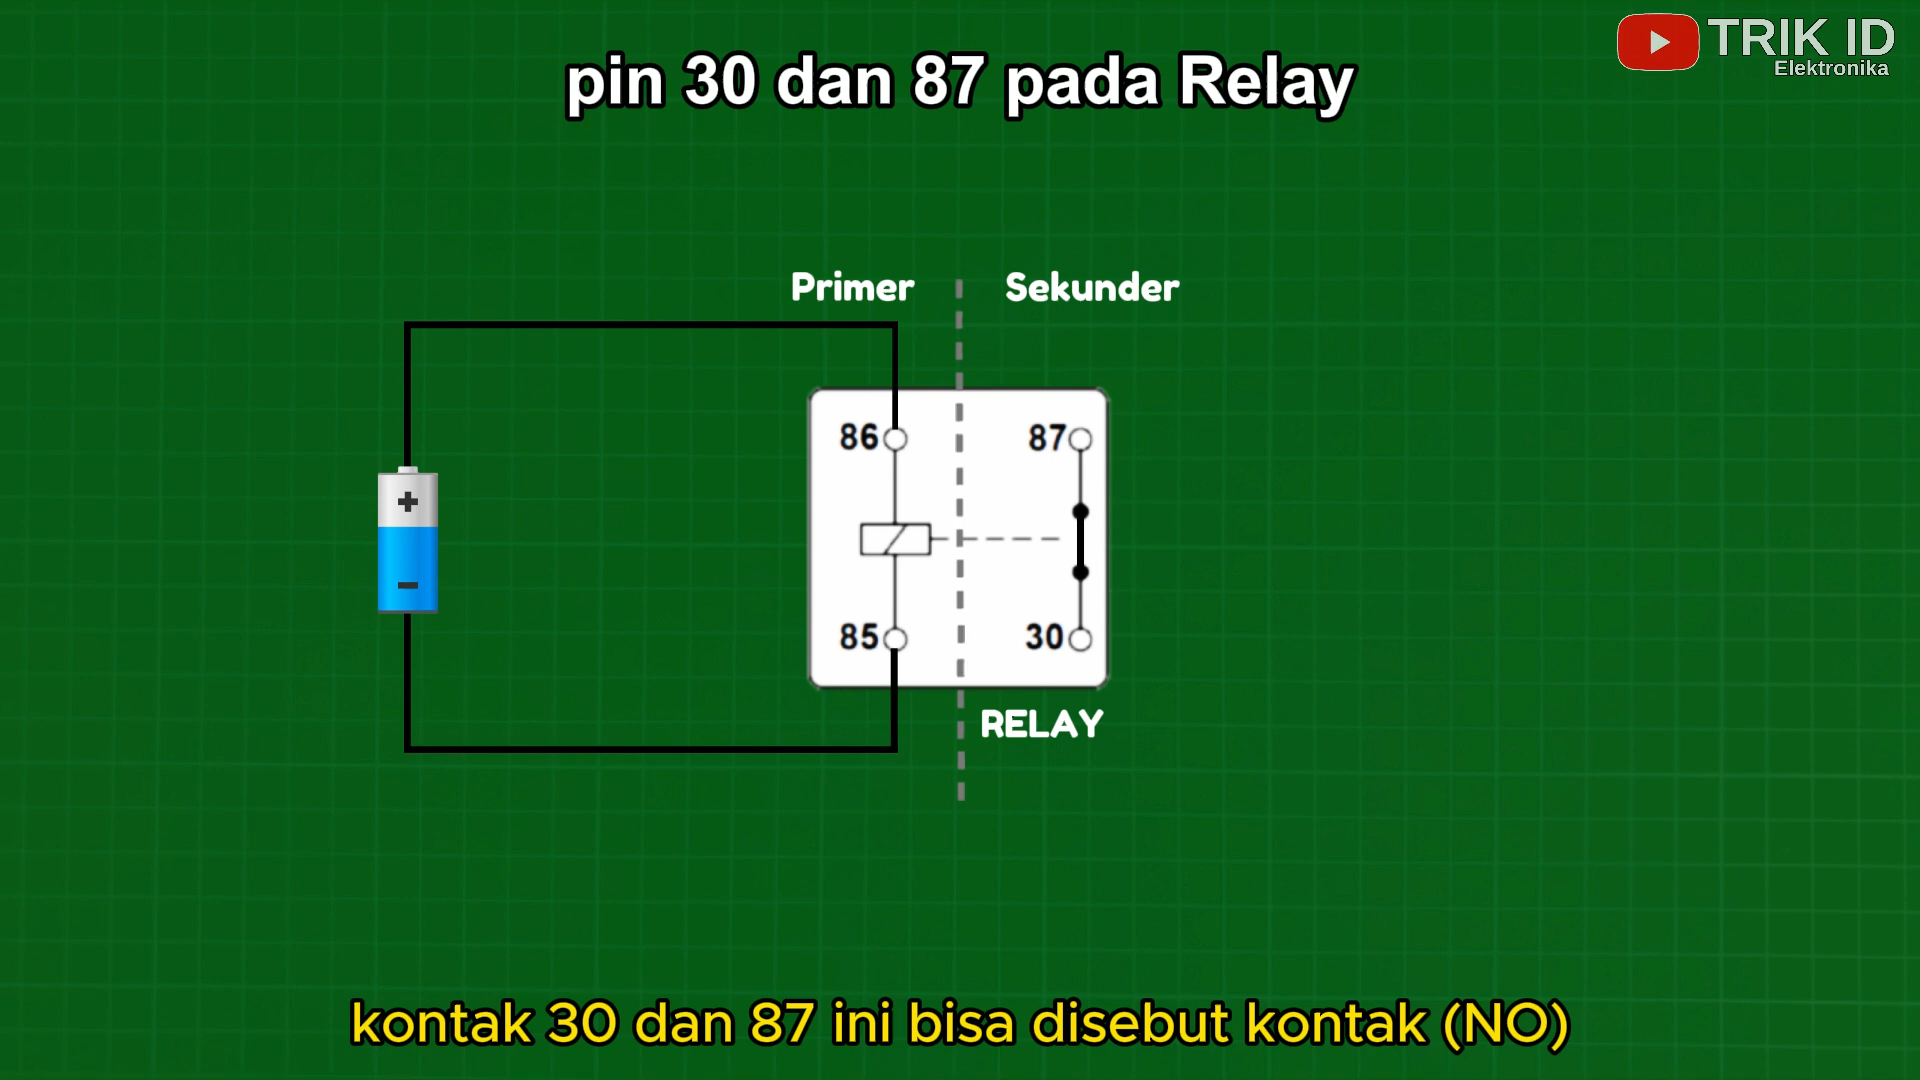 TRIK ID
Elektronika
pin 30 dan 87 pada Relay
Primer
Sekunder
86
87
+
-
85
30
RELAY
kontak 30 dan 87 ini bisa disebut kontak (NO)